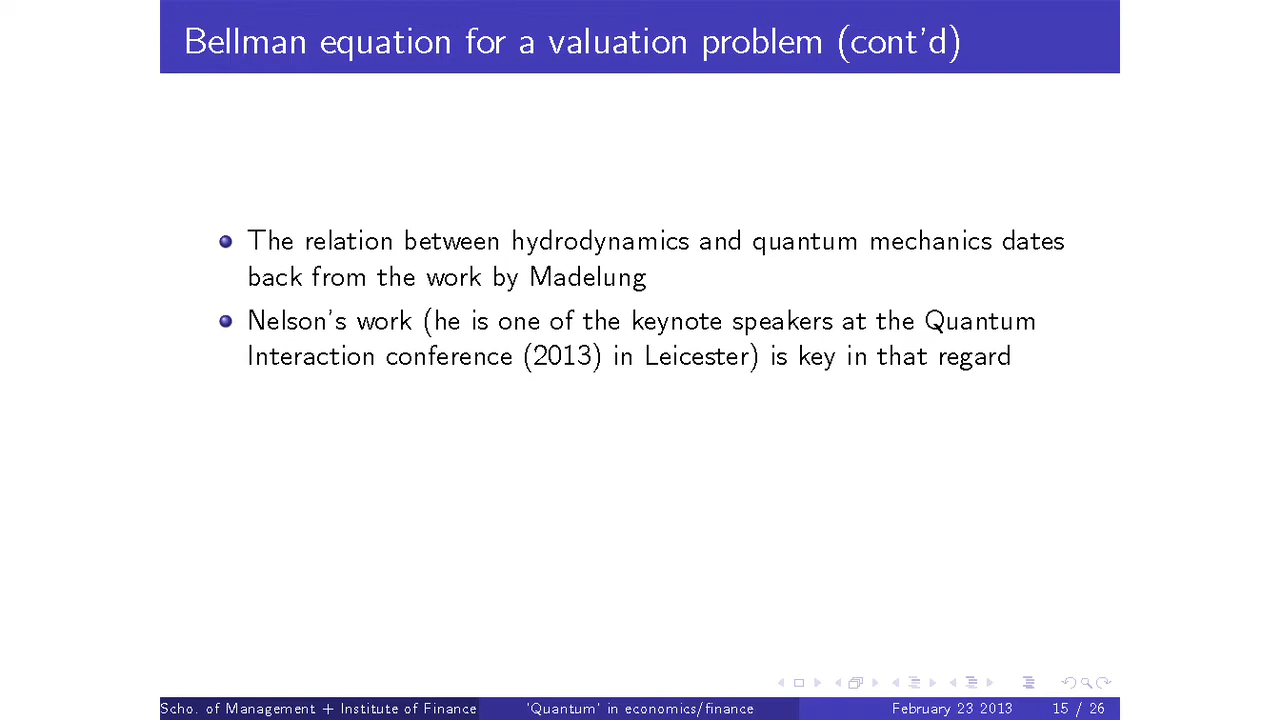 Bellman equation for a valuation problem (cont'd)
The relation between hydrodynamics and quantum mechanics dates
back from the work by Madelung
Nelson's work (he is one of the keynote speakers at the Quantum
Interaction conference (2013) in Leicester) is key in that regard
Scho. of Management + Institute of Finance 'Quantum' in economics/finance February 23 2013 15 / 26